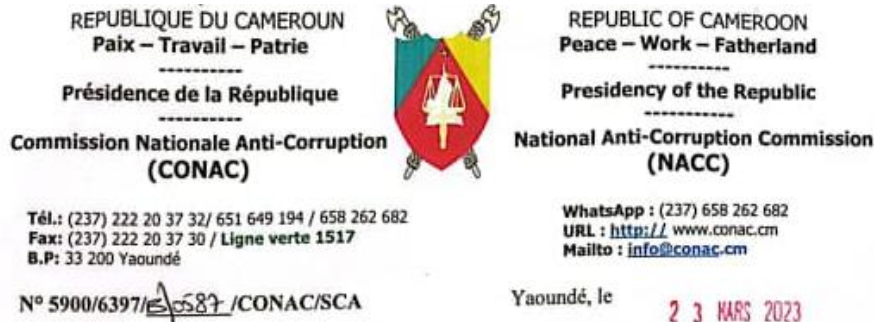 REPUBLIQUE DU CAMEROUN
Paix – Travail – Patrie
----------
Présidence de la République
----------
Commission Nationale Anti-Corruption
(CONAC)
Tél.: (237) 222 20 37 32/ 651 649 194 / 658 262 682
Fax: (237) 222 20 37 30 / Ligne verte 1517
B.P: 33 200 Yaoundé
N° 5900/6397/ 0587 /CONAC/SCA
REPUBLIC OF CAMEROON
Peace – Work – Fatherland
----------
Presidency of the Republic
----------
National Anti-Corruption Commission
(NACC)
WhatsApp : (237) 658 262 682
URL : http:// www.conac.cm
Mailto : info@conac.cm
Yaoundé, le
2 3 MARS 2023